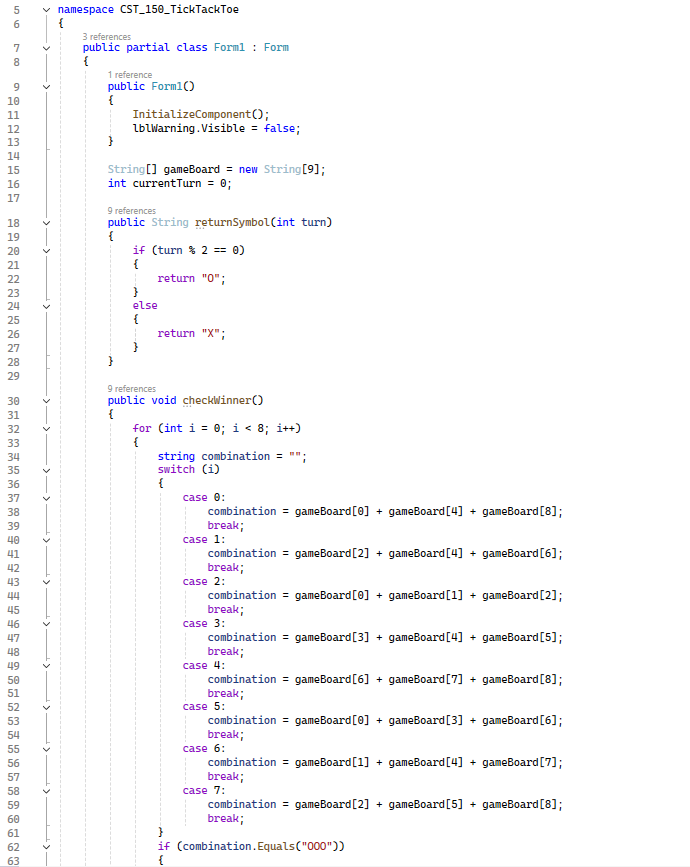 5 namespace CST_150_TickTackToe
6 {
3 references
7 public partial class Form1 : Form
8 {
1 reference
9 public Form1()
10 {
11 InitializeComponent();
12 lblWarning.Visible = false;
13 }
14
15 String[] gameBoard = new String[9];
16 int currentTurn = 0;
17
9 references
18 public String returnSymbol(int turn)
19 {
20 if (turn % 2 == 0)
21 {
22 return "O";
23 }
24 else
25 {
26 return "X";
27 }
28 }
29
9 references
30 public void checkWinner()
31 {
32 for (int i = 0; i < 8; i++)
33 {
34 string combination = "";
35 switch (i)
36 {
37 case 0:
38 combination = gameBoard[0] + gameBoard[4] + gameBoard[8];
39 break;
40 case 1:
41 combination = gameBoard[2] + gameBoard[4] + gameBoard[6];
42 break;
43 case 2:
44 combination = gameBoard[0] + gameBoard[1] + gameBoard[2];
45 break;
46 case 3:
47 combination = gameBoard[3] + gameBoard[4] + gameBoard[5];
48 break;
49 case 4:
50 combination = gameBoard[6] + gameBoard[7] + gameBoard[8];
51 break;
52 case 5:
53 combination = gameBoard[0] + gameBoard[3] + gameBoard[6];
54 break;
55 case 6:
56 combination = gameBoard[1] + gameBoard[4] + gameBoard[7];
57 break;
58 case 7:
59 combination = gameBoard[2] + gameBoard[5] + gameBoard[8];
60 break;
61 }
62 if (combination.Equals("OOO"))
63 {